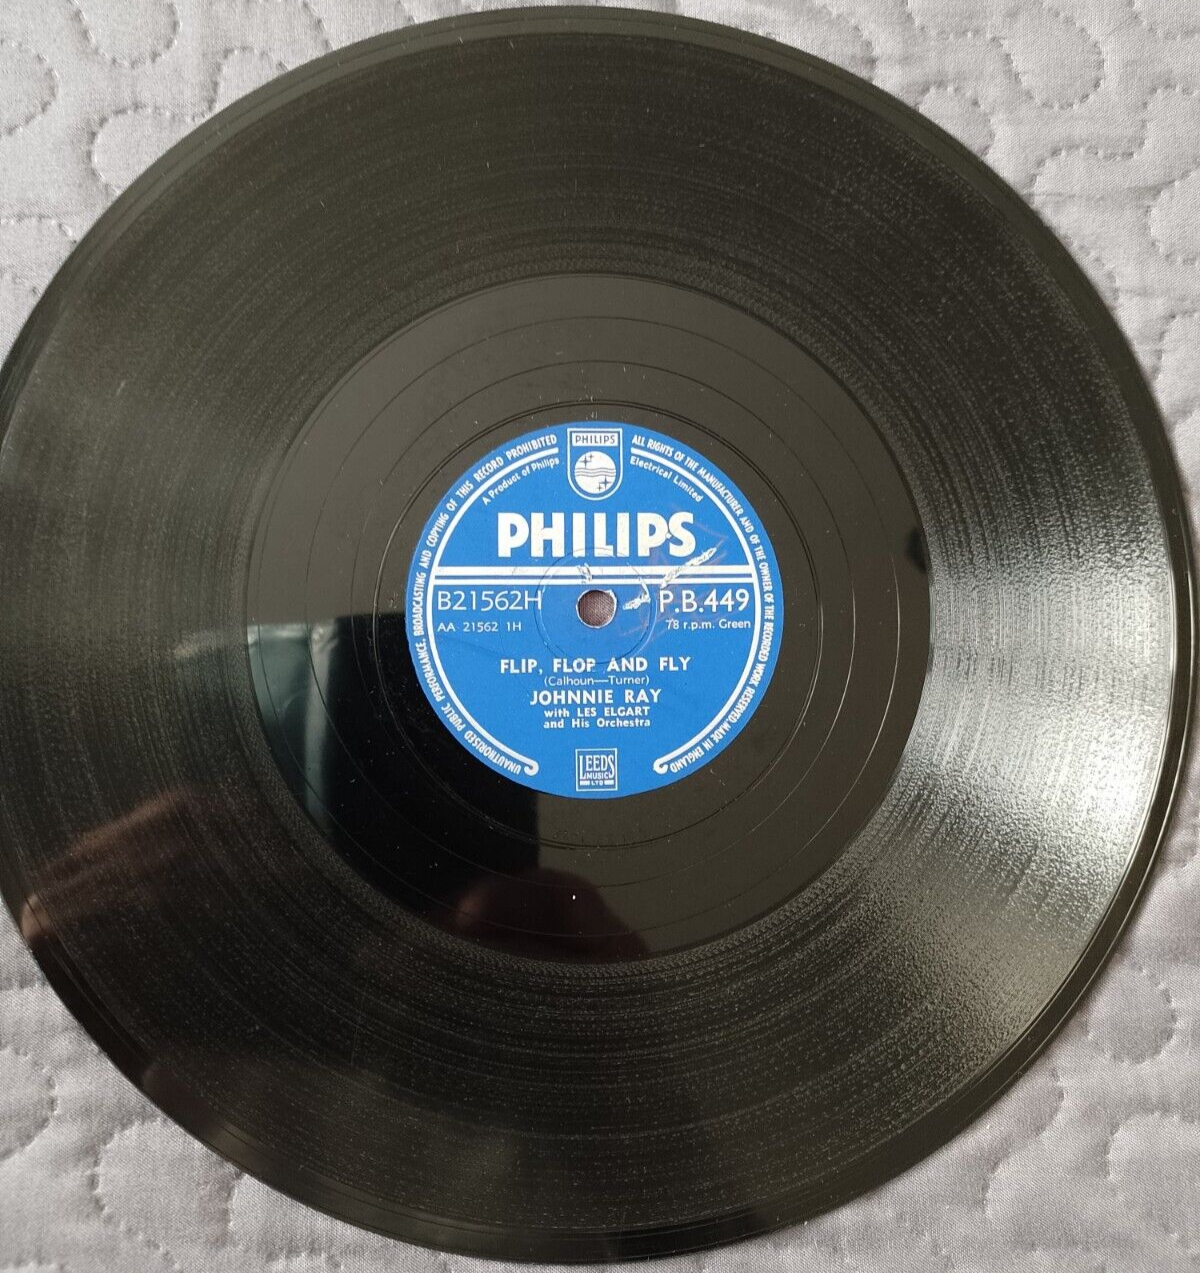 PHILIPS
UNAUTHORISED PUBLIC PERFORMANCE, BROADCASTING AND COPYING OF THIS RECORD PROHIBITED
ALL RIGHTS OF THE MANUFACTURER AND OF THE OWNER OF THE RECORDED WORK RESERVED. MADE IN ENGLAND
A Product of Philips Electrical Limited
PHILIPS
B21562H P.B.449
AA 21562 1H 78 r.p.m. Green
FLIP, FLOP AND FLY
(Calhoun—Turner)
JOHNNIE RAY
with LES ELGART
and His Orchestra
LEEDS
MUSIC
LTD